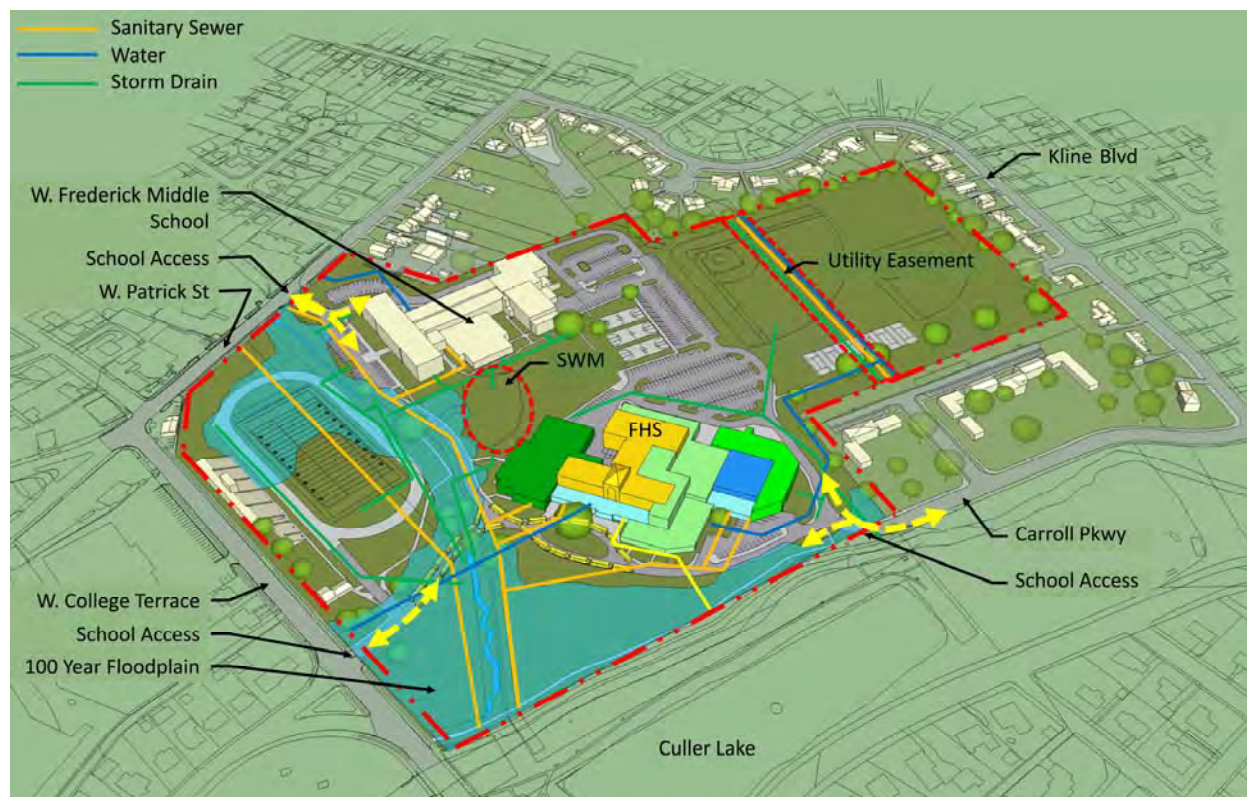 Sanitary Sewer
Water
Storm Drain
Kline Blvd
W. Frederick Middle
School
School Access
W. Patrick St
Utility Easement
SWM
FHS
Carroll Pkwy
School Access
W. College Terrace
School Access
100 Year Floodplain
Culler Lake